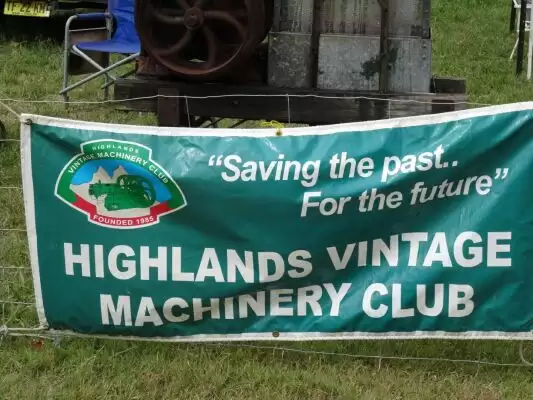 HIGHLANDS
VINTAGE MACHINERY CLUB
FOUNDED 1985
“Saving the past..
For the future”
HIGHLANDS VINTAGE
MACHINERY CLUB